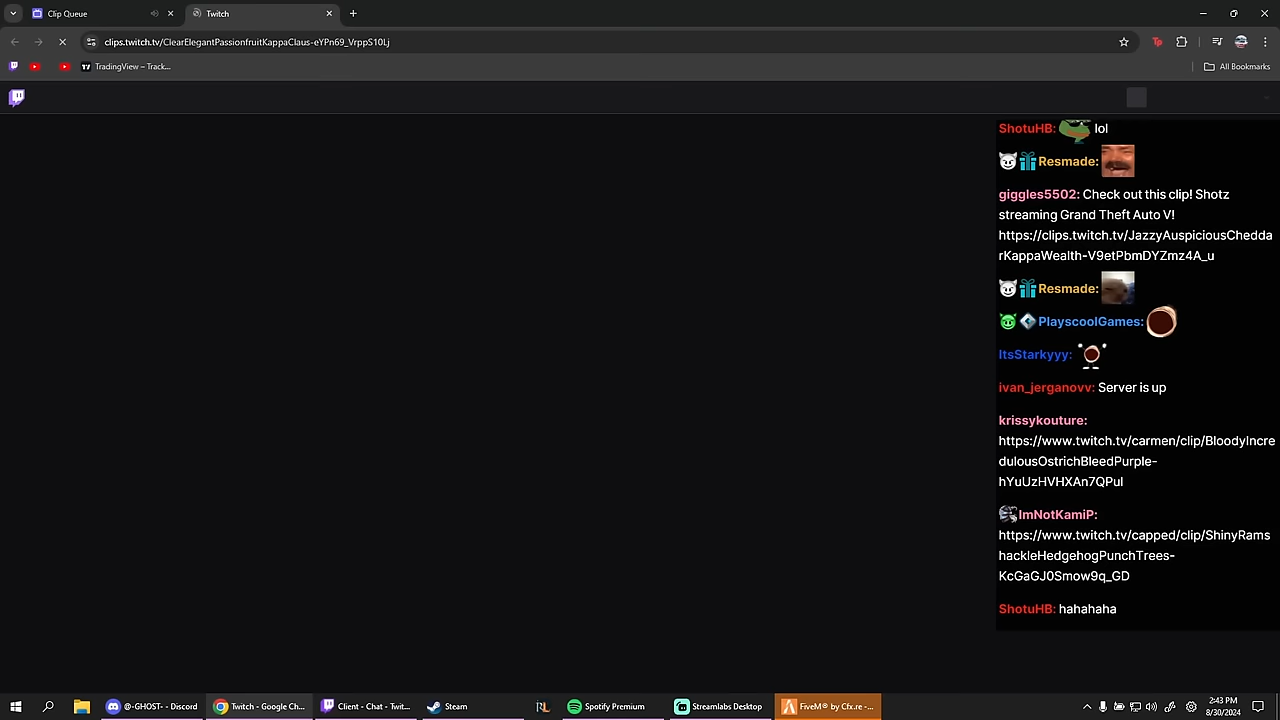 Clip Queue
Twitch
clips.twitch.tv/ClearElegantPassionfruitKappaClaus-eYPn69_VrppS10Lj
TradingView – Track...
All Bookmarks
ShotuHB: lol
Resmade:
giggles5502: Check out this clip! Shotz
streaming Grand Theft Auto V!
https://clips.twitch.tv/JazzyAuspiciousChedda
rKappaWealth-V9etPbmDYZmz4A_u
Resmade:
PlayscoolGames:
ItsStarkyyy:
ivan_jerganovv: Server is up
krissykouture:
https://www.twitch.tv/carmen/clip/BloodyIncre
dulousOstrichBleedPurple-
hYuUzHVHXAn7QPul
ImNotKamiP:
https://www.twitch.tv/capped/clip/ShinyRams
hackleHedgehogPunchTrees-
KcGaGJ0Smow9q_GD
ShotuHB: hahahaha
@-GHOST- - Discord
Twitch - Google Ch...
Client - Chat - Twit...
Steam
Spotify Premium
Streamlabs Desktop
FiveM® by Cfx.re -...
2:43 PM
8/30/2024